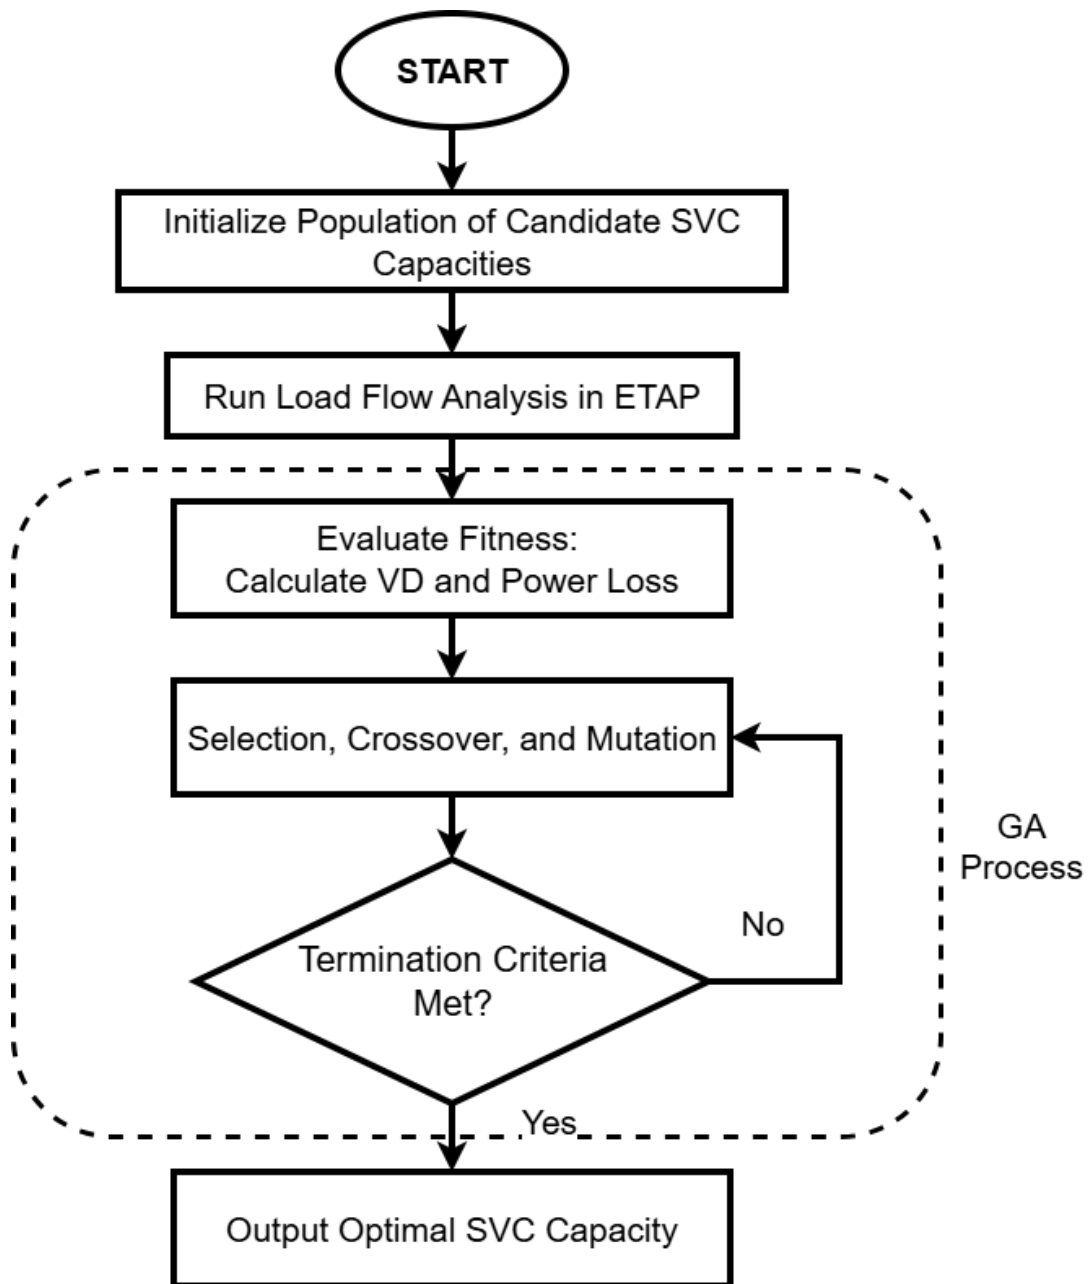 START
Initialize Population of Candidate SVC
Capacities
Run Load Flow Analysis in ETAP
Evaluate Fitness:
Calculate VD and Power Loss
Selection, Crossover, and Mutation
GA
Process
No
Termination Criteria
Met?
Yes
Output Optimal SVC Capacity